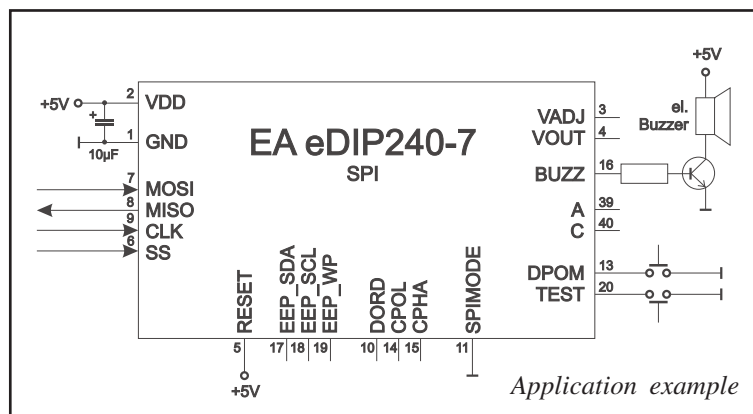 +5V
el.
Buzzer
+5V
2
VDD
+
1
GND
10µF
EA eDIP240-7
SPI
VADJ
3
VOUT
4
BUZZ
16
7
MOSI
8
MISO
9
CLK
6
SS
A
39
C
40
DPOM
13
TEST
20
RESET
EEP_SDA
EEP_SCL
EEP_WP
DORD
CPOL
CPHA
SPIMODE
5
17
18
19
10
14
15
11
+5V
Application example